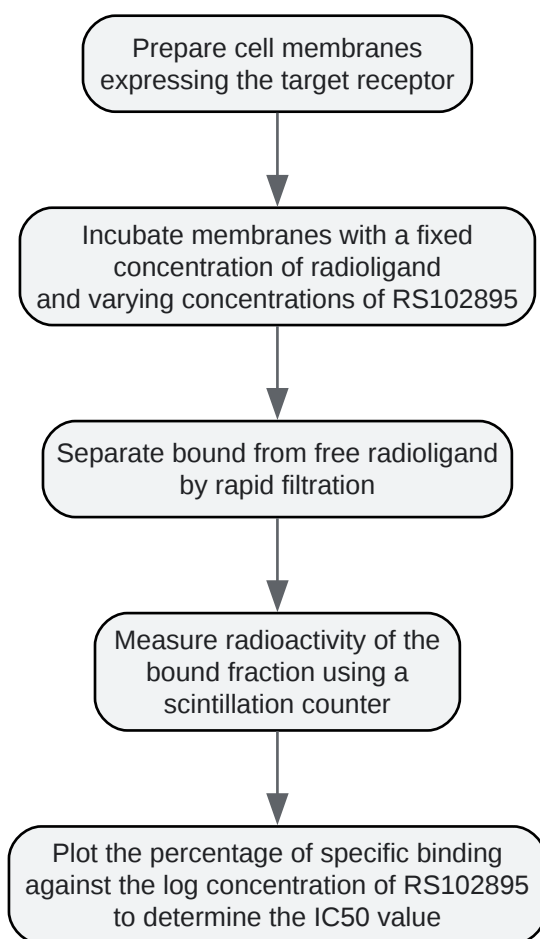 Prepare cell membranes
expressing the target receptor
Incubate membranes with a fixed
concentration of radioligand
and varying concentrations of RS102895
Separate bound from free radioligand
by rapid filtration
Measure radioactivity of the
bound fraction using a
scintillation counter
Plot the percentage of specific binding
against the log concentration of RS102895
to determine the IC50 value